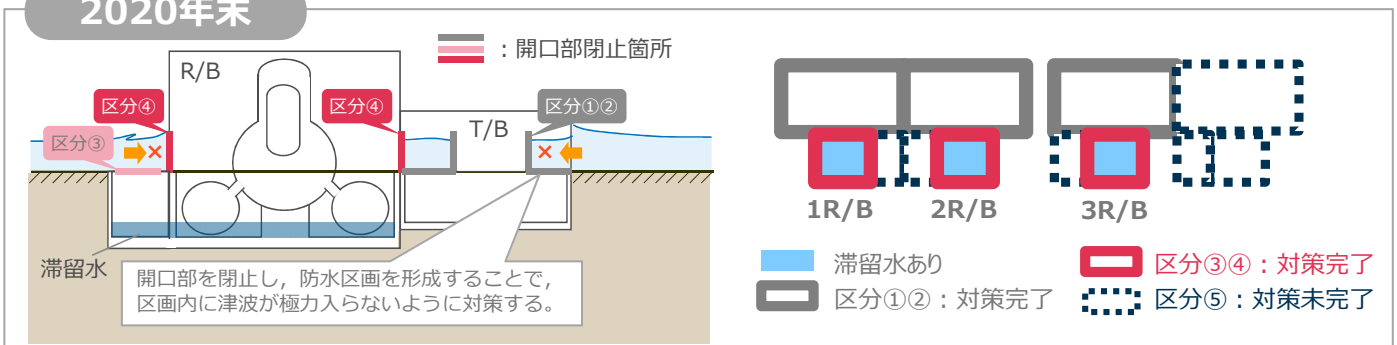 2020年末
：開口部閉止箇所
R/B
区分④
区分④
区分①②
区分③
T/B
滞留水
開口部を閉止し，防水区画を形成することで，
区画内に津波が極力入らないように対策する。
1R/B
2R/B
3R/B
滞留水あり
区分③④：対策完了
区分①②：対策完了
区分⑤：対策未完了